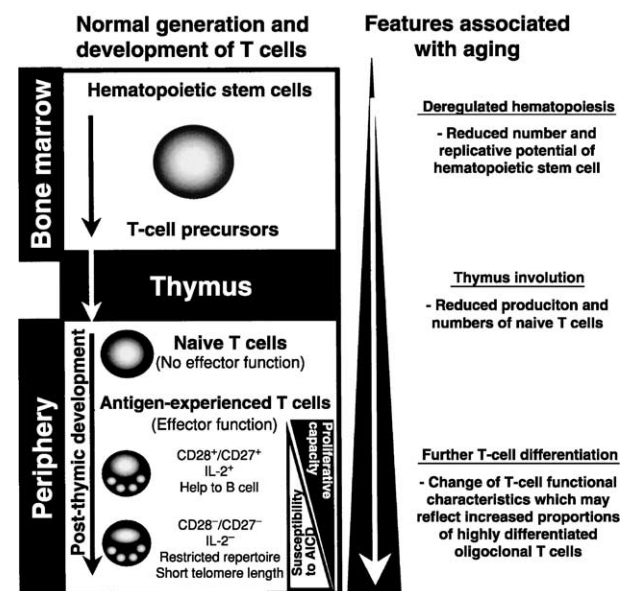 Normal generation and
development of T cells
Features associated
with aging
Bone marrow
Hematopoietic stem cells
T-cell precursors
Deregulated hematopoiesis
- Reduced number and
replicative potential of
hematopoietic stem cell
Thymus
Thymus involution
- Reduced produciton and
numbers of naive T cells
Periphery
Post-thymic development
Naive T cells
(No effector function)
Antigen-experienced T cells
(Effector function)
CD28⁺/CD27⁺
IL-2⁺
Help to B cell
CD28⁻/CD27⁻
IL-2⁻
Restricted repertoire
Short telomere length
Proliferative
capacity
Susceptibility
to AICD
Further T-cell differentiation
- Change of T-cell functional
characteristics which may
reflect increased proportions
of highly differentiated
oligoclonal T cells